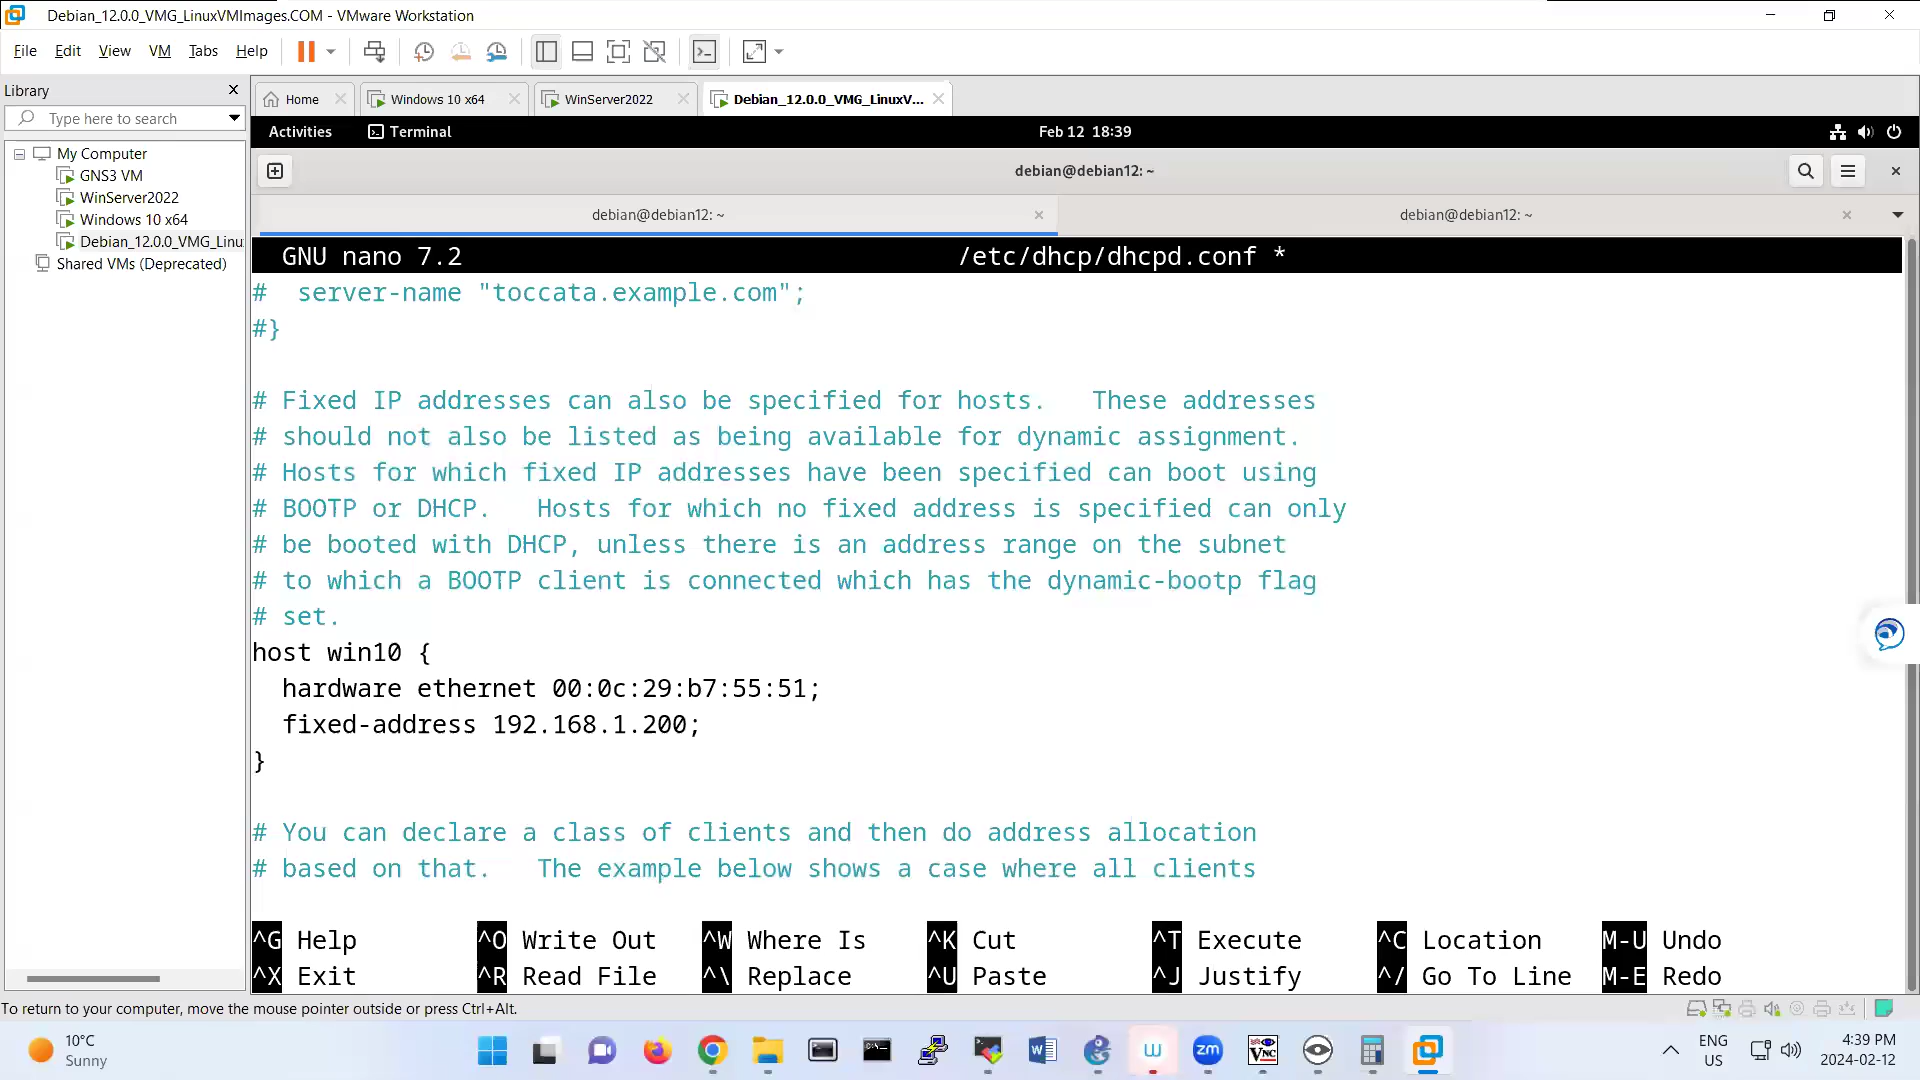 Debian_12.0.0_VMG_LinuxVMImages.COM - VMware Workstation
File Edit View VM Tabs Help
Library
Type here to search
My Computer
GNS3 VM
WinServer2022
Windows 10 x64
Debian_12.0.0_VMG_Linu
Shared VMs (Deprecated)
Home
Windows 10 x64
WinServer2022
Debian_12.0.0_VMG_LinuxV...
Activities
Terminal
Feb 12 18:39
debian@debian12: ~
debian@debian12: ~
debian@debian12: ~
GNU nano 7.2 /etc/dhcp/dhcpd.conf *
#  server-name "toccata.example.com";
#}
# Fixed IP addresses can also be specified for hosts.   These addresses
# should not also be listed as being available for dynamic assignment.
# Hosts for which fixed IP addresses have been specified can boot using
# BOOTP or DHCP.   Hosts for which no fixed address is specified can only
# be booted with DHCP, unless there is an address range on the subnet
# to which a BOOTP client is connected which has the dynamic-bootp flag
# set.
host win10 {
  hardware ethernet 00:0c:29:b7:55:51;
  fixed-address 192.168.1.200;
}
# You can declare a class of clients and then do address allocation
# based on that.   The example below shows a case where all clients
^G Help ^O Write Out ^W Where Is ^K Cut ^T Execute ^C Location M-U Undo
^X Exit ^R Read File ^\ Replace ^U Paste ^J Justify ^/ Go To Line M-E Redo
To return to your computer, move the mouse pointer outside or press Ctrl+Alt.
10°C
Sunny
W
w
zm
VNC
ENG
US
4:39 PM
2024-02-12